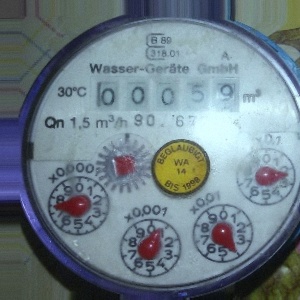 B 89
318.01
A
Wasser-Geräte GmbH
30°C 00059 m³
Qn 1,5 m³/h 90.
BEGLAUBIGT
WA
14
BIS 1998
x0,0001
x0,001
x0,01
x0,1